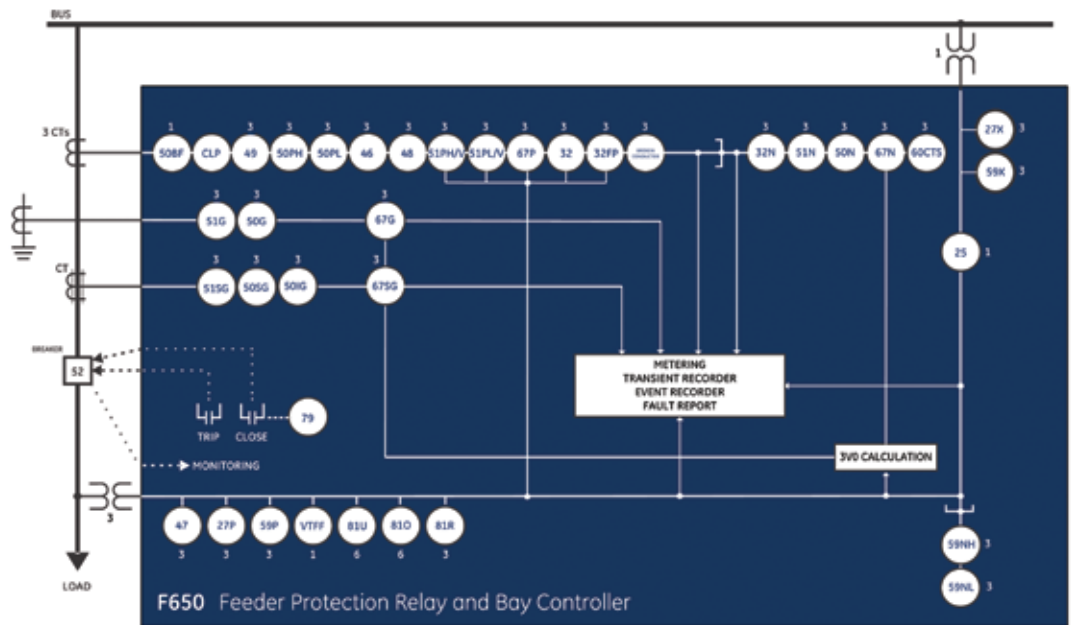 BUS
1
3 CTs
1 3 3 3 3 3 3 3 3 3 3 3
50BF CLP 49 50PH 50PL 46 48 51PH/V 51PL/V 67P 32 32FP
3 3 3 3 3
32N 51N 50N 67N 60CTS
27X 3
59X 3
3 3 3
51G 50G 67G
25 1
CT
3 3 3 3
51SG 50SG 50IG 67SG
BREAKER
52
METERING
TRANSIENT RECORDER
EVENT RECORDER
FAULT REPORT
79
TRIP CLOSE
MONITORING
3V0 CALCULATION
3
47 27P 59P VTFF 81U 81O 81R
3 3 3 1 6 6 3
59NH 3
59NL 3
LOAD
F650 Feeder Protection Relay and Bay Controller